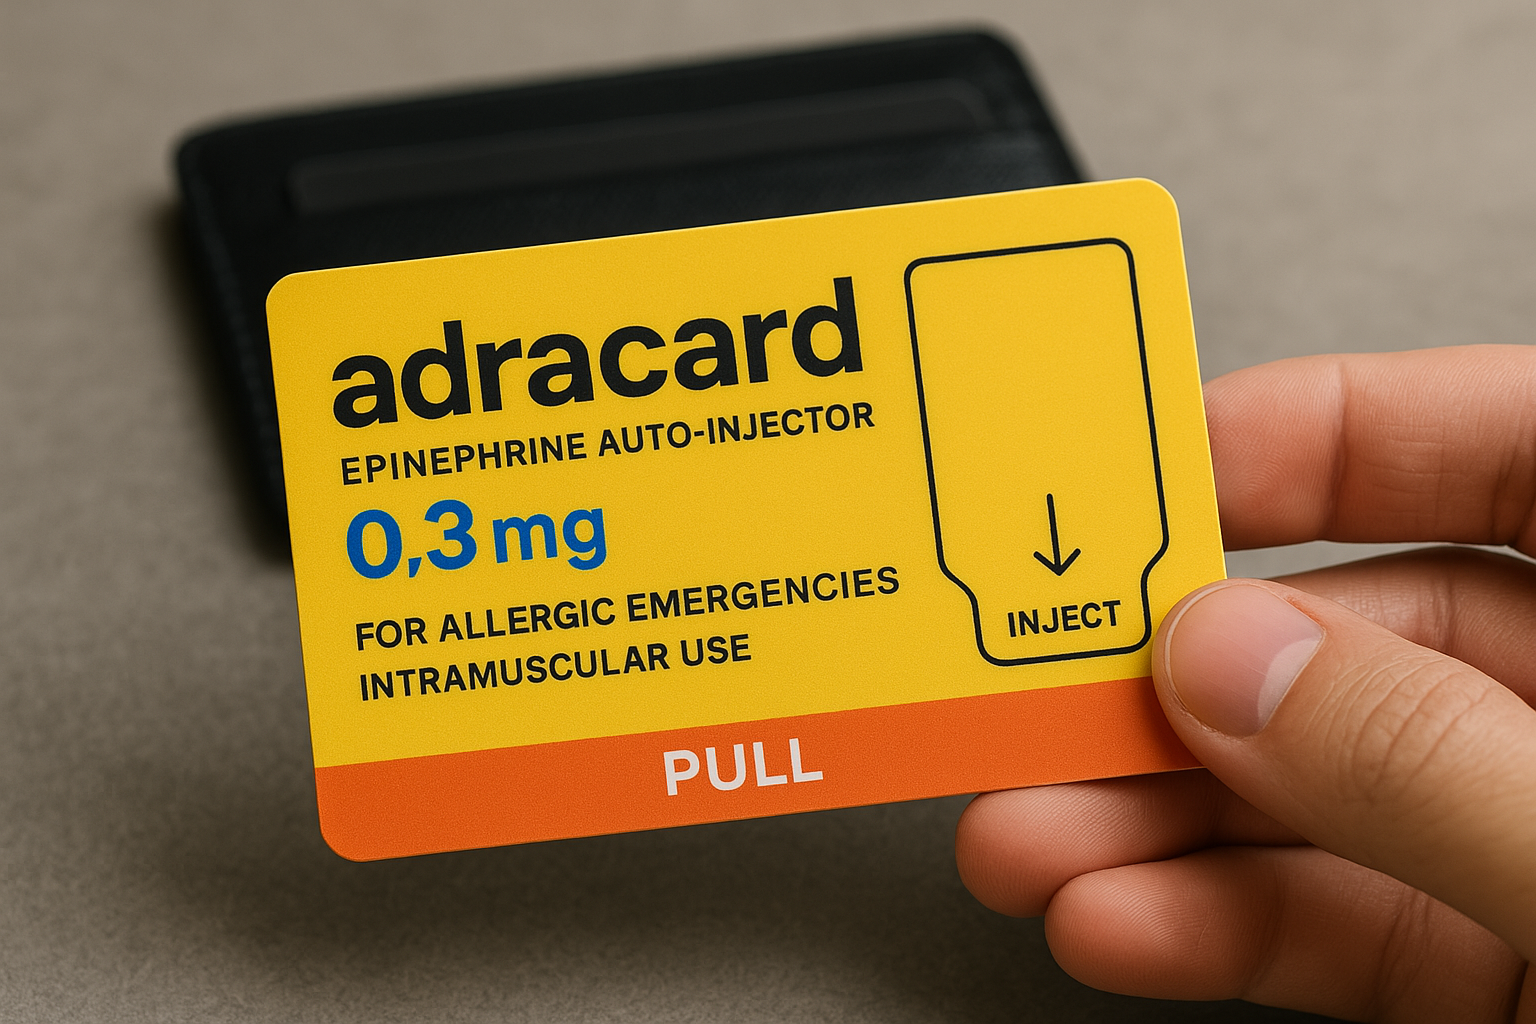 adracard
EPINEPHRINE AUTO-INJECTOR
0,3 mg
FOR ALLERGIC EMERGENCIES
INTRAMUSCULAR USE
INJECT
PULL